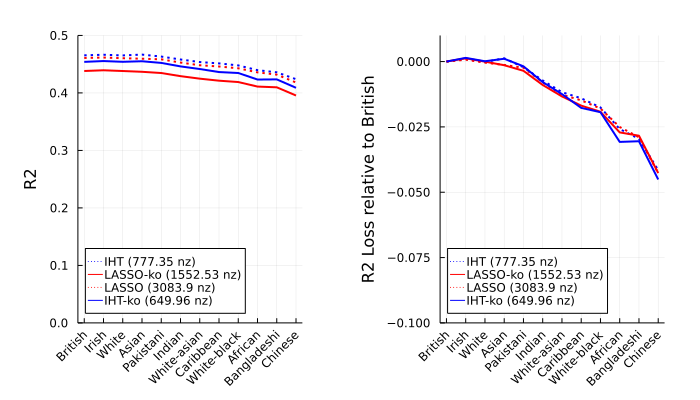 R2
0.5
0.4
0.3
0.2
0.1
0.0
IHT (777.35 nz)
LASSO-ko (1552.53 nz)
LASSO (3083.9 nz)
IHT-ko (649.96 nz)
British
Irish
White
Asian
Pakistani
Indian
White-asian
Caribbean
White-black
African
Bangladeshi
Chinese
R2 Loss relative to British
0.000
−0.025
−0.050
−0.075
−0.100
IHT (777.35 nz)
LASSO-ko (1552.53 nz)
LASSO (3083.9 nz)
IHT-ko (649.96 nz)
British
Irish
White
Asian
Pakistani
Indian
White-asian
Caribbean
White-black
African
Bangladeshi
Chinese